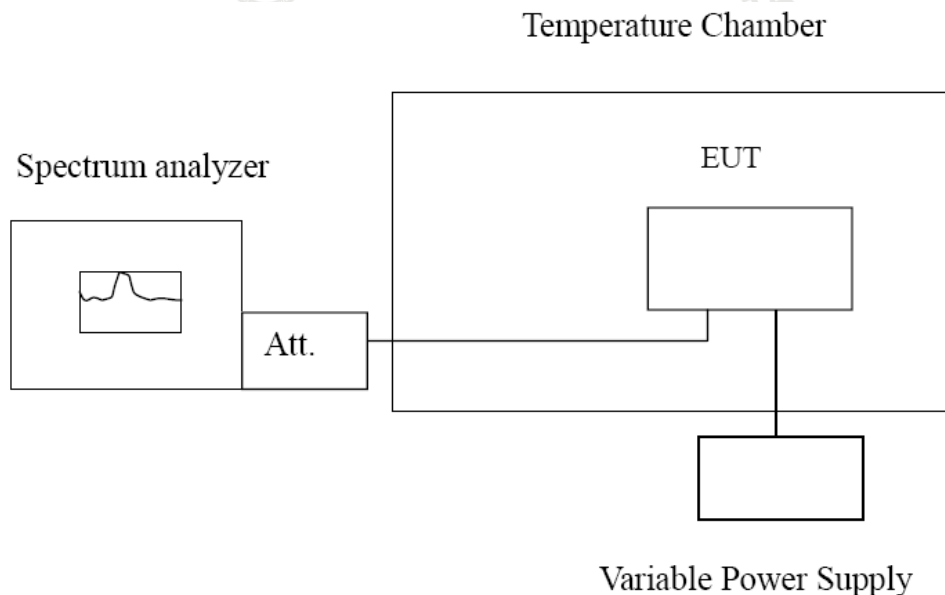 Temperature Chamber
Spectrum analyzer
EUT
Att.
Variable Power Supply